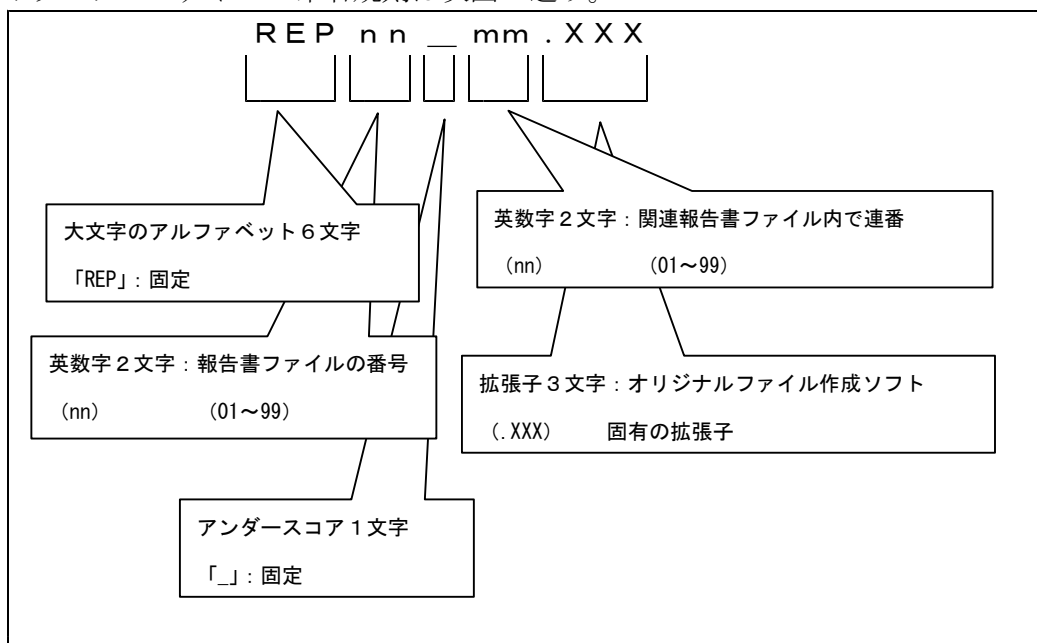 ＲＥＰｎｎ＿ｍｍ．ＸＸＸ
大文字のアルファベット６文字
「REP」：固定
英数字２文字：関連報告書ファイル内で連番
(nn) (01～99)
英数字２文字：報告書ファイルの番号
(nn) (01～99)
拡張子３文字：オリジナルファイル作成ソフト
(.XXX) 固有の拡張子
アンダースコア１文字
「_」：固定